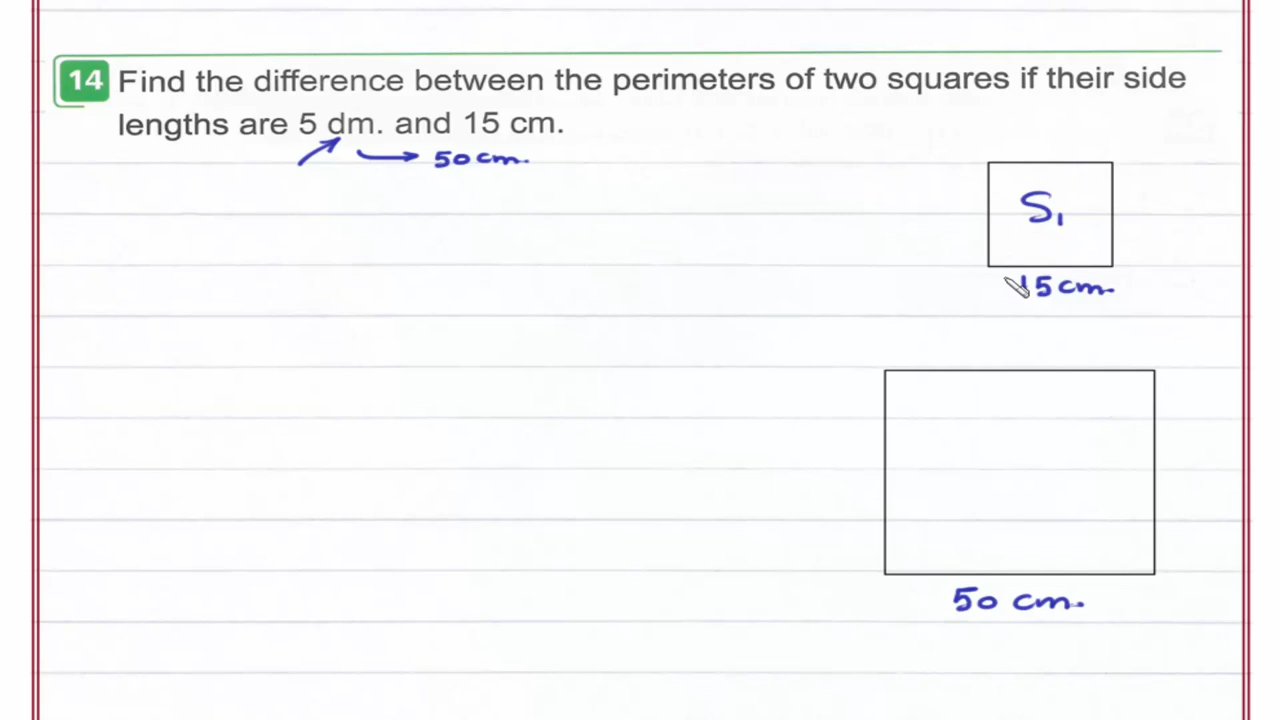 14 Find the difference between the perimeters of two squares if their side
lengths are 5 dm. and 15 cm.
50 cm.
S1
15 cm.
50 cm.